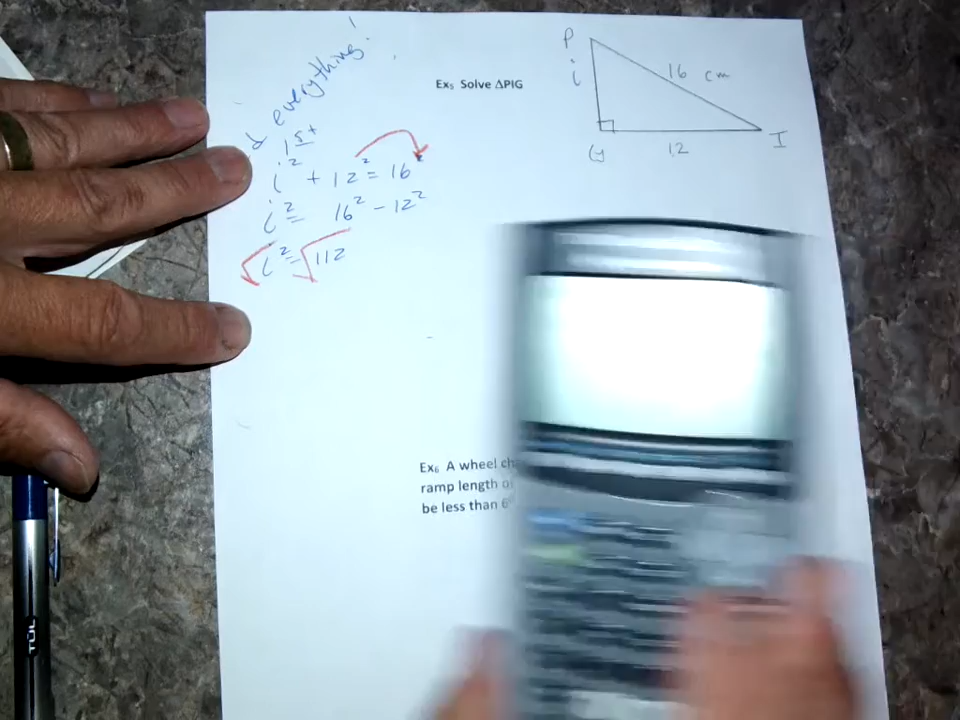 d everything!
Ex₅ Solve ΔPIG
P
i
16 cm
G
12
I
1st
i² + 12² = 16²
i² = 16² - 12²
√i² = √112
Ex₆ A wheel
ramp length
be less than 6
TUL